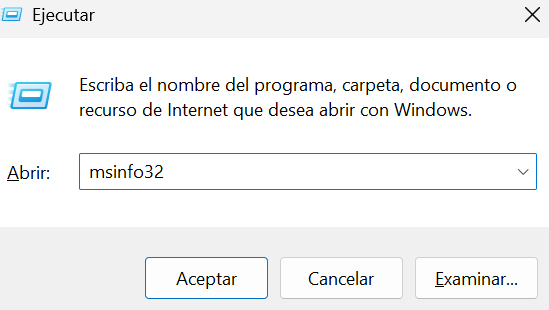 Ejecutar
Escriba el nombre del programa, carpeta, documento o
recurso de Internet que desea abrir con Windows.
Abrir: msinfo32
Aceptar Cancelar Examinar...